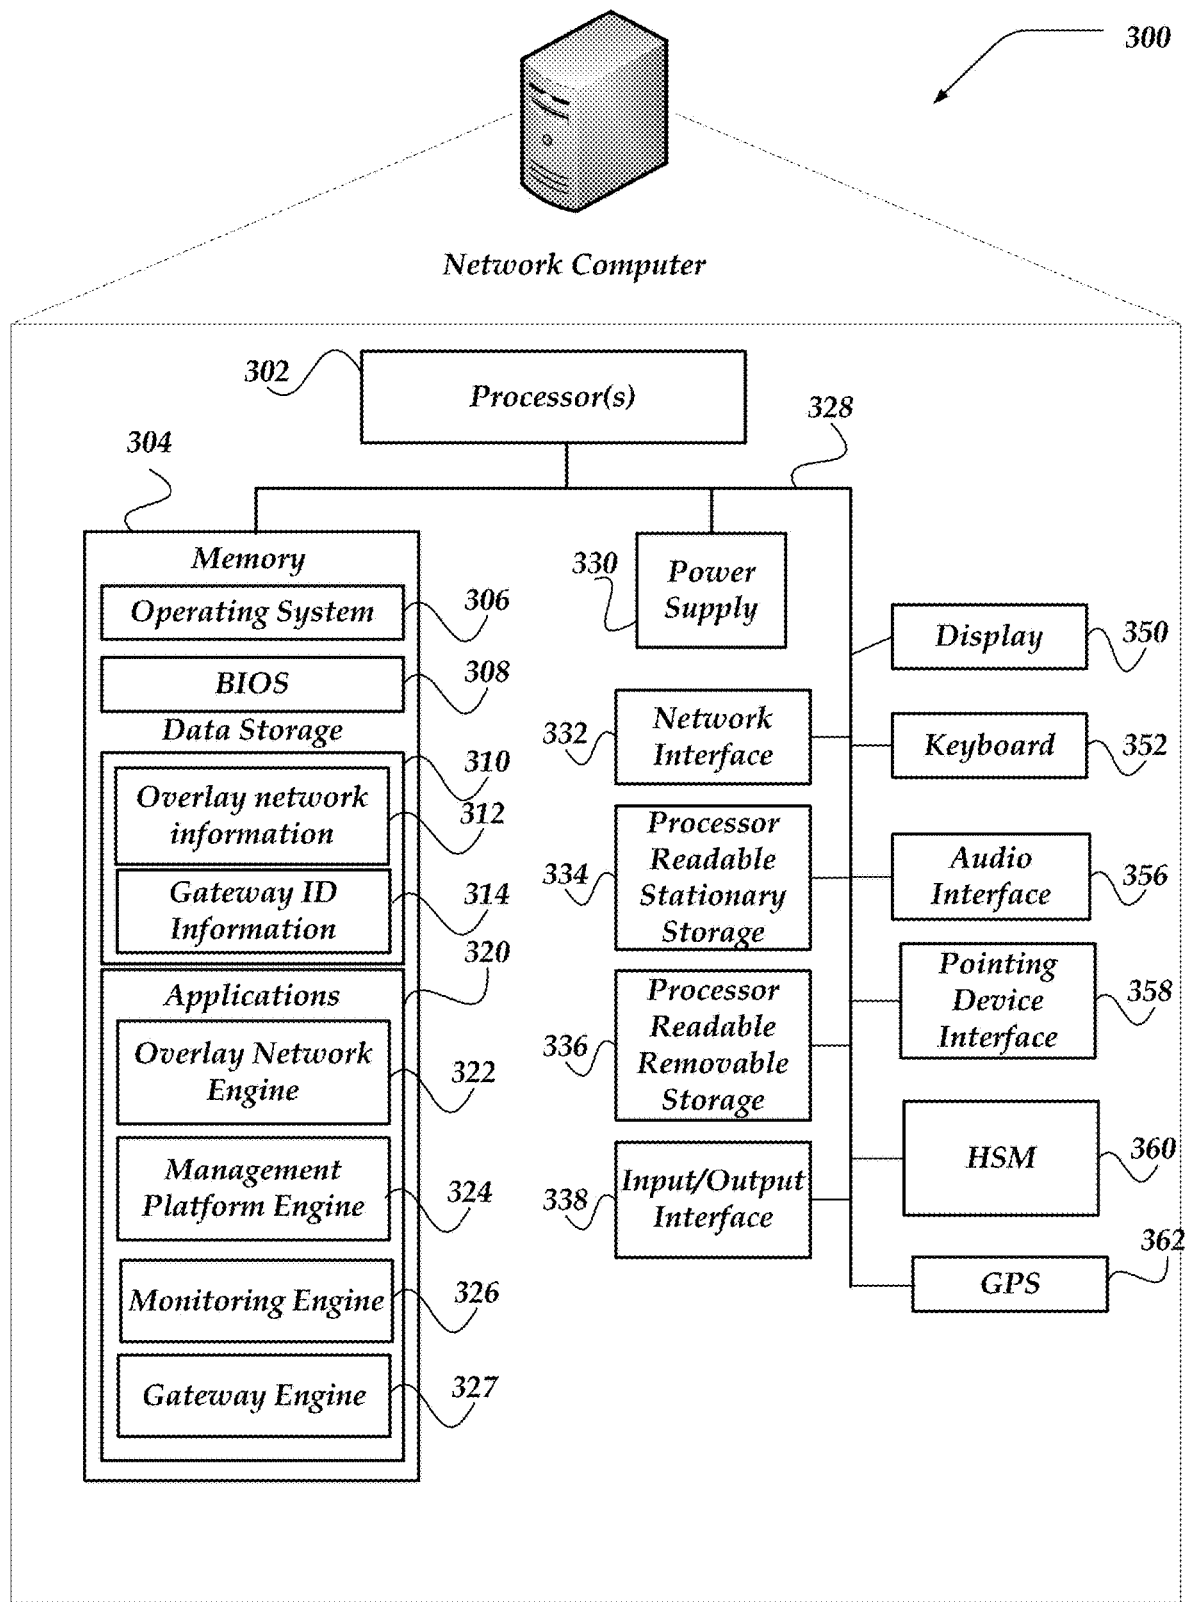 300
Network Computer
302
Processor(s)
328
304
Memory
Operating System
306
BIOS
308
Data Storage
310
Overlay network
information
312
Gateway ID
Information
314
320
Applications
Overlay Network
Engine
322
Management
Platform Engine
324
Monitoring Engine
326
Gateway Engine
327
330
Power
Supply
332
Network
Interface
334
Processor
Readable
Stationary
Storage
336
Processor
Readable
Removable
Storage
338
Input/Output
Interface
Display
350
Keyboard
352
Audio
Interface
356
Pointing
Device
Interface
358
HSM
360
GPS
362